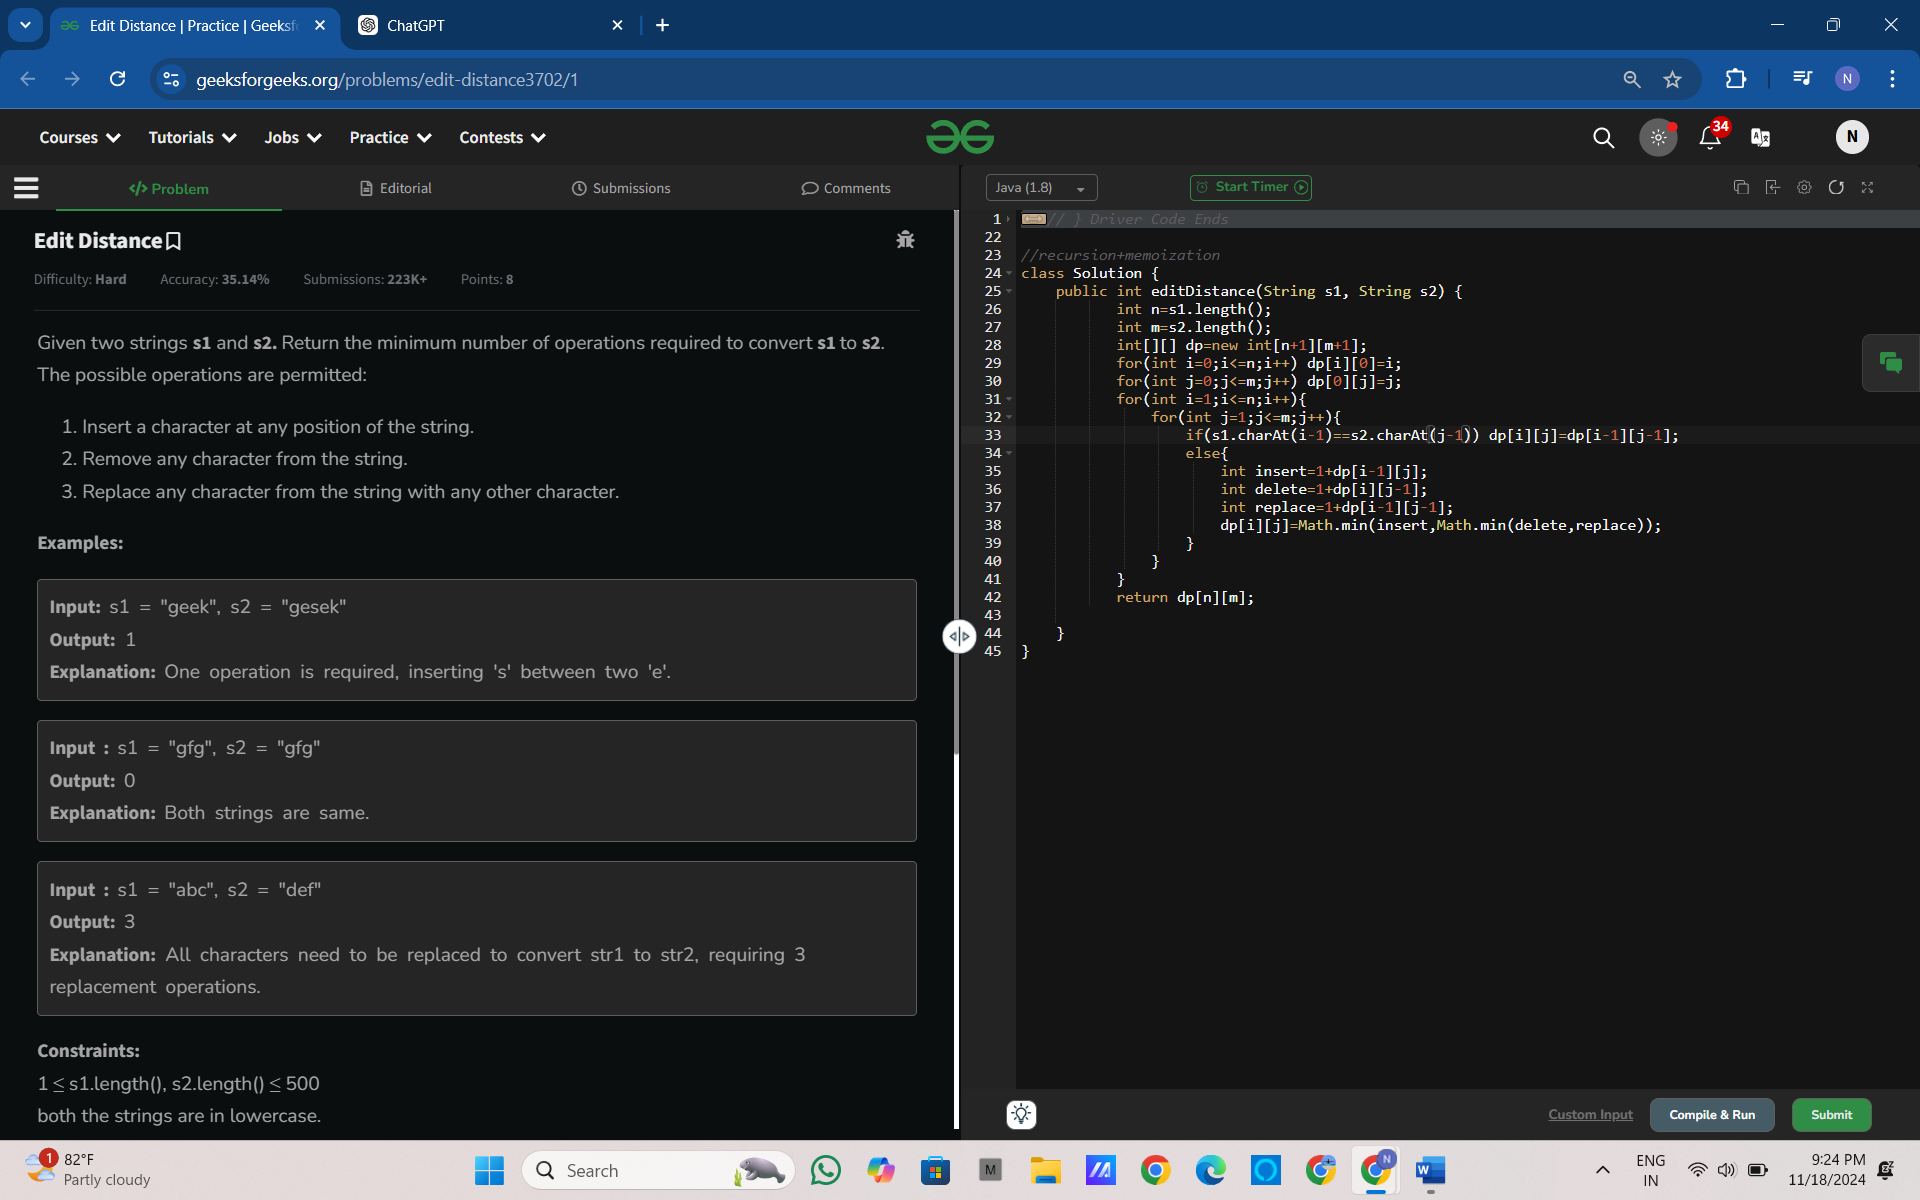 Edit Distance | Practice | Geeksf
ChatGPT
geeksforgeeks.org/problems/edit-distance3702/1
N
Courses
Tutorials
Jobs
Practice
Contests
34
N
</> Problem
Editorial
Submissions
Comments
Java (1.8)
Start Timer
Edit Distance
Difficulty: Hard
Accuracy: 35.14%
Submissions: 223K+
Points: 8
Given two strings s1 and s2. Return the minimum number of operations required to convert s1 to s2.
The possible operations are permitted:
1. Insert a character at any position of the string.
2. Remove any character from the string.
3. Replace any character from the string with any other character.
Examples:
Input: s1 = "geek", s2 = "gesek"
Output: 1
Explanation: One operation is required, inserting 's' between two 'e'.
Input : s1 = "gfg", s2 = "gfg"
Output: 0
Explanation: Both strings are same.
Input : s1 = "abc", s2 = "def"
Output: 3
Explanation: All characters need to be replaced to convert str1 to str2, requiring 3
replacement operations.
Constraints:
1 ≤ s1.length(), s2.length() ≤ 500
both the strings are in lowercase.
1 // } Driver Code Ends
22
23 //recursion+memoization
24 class Solution {
25 public int editDistance(String s1, String s2) {
26 int n=s1.length();
27 int m=s2.length();
28 int[][] dp=new int[n+1][m+1];
29 for(int i=0;i<=n;i++) dp[i][0]=i;
30 for(int j=0;j<=m;j++) dp[0][j]=j;
31 for(int i=1;i<=n;i++){
32 for(int j=1;j<=m;j++){
33 if(s1.charAt(i-1)==s2.charAt(j-1)) dp[i][j]=dp[i-1][j-1];
34 else{
35 int insert=1+dp[i-1][j];
36 int delete=1+dp[i][j-1];
37 int replace=1+dp[i-1][j-1];
38 dp[i][j]=Math.min(insert,Math.min(delete,replace));
39 }
40 }
41 }
42 return dp[n][m];
43
44 }
45 }
Custom Input
Compile & Run
Submit
1
82°F
Partly cloudy
Search
M
N
W
ENG
IN
9:24 PM
11/18/2024